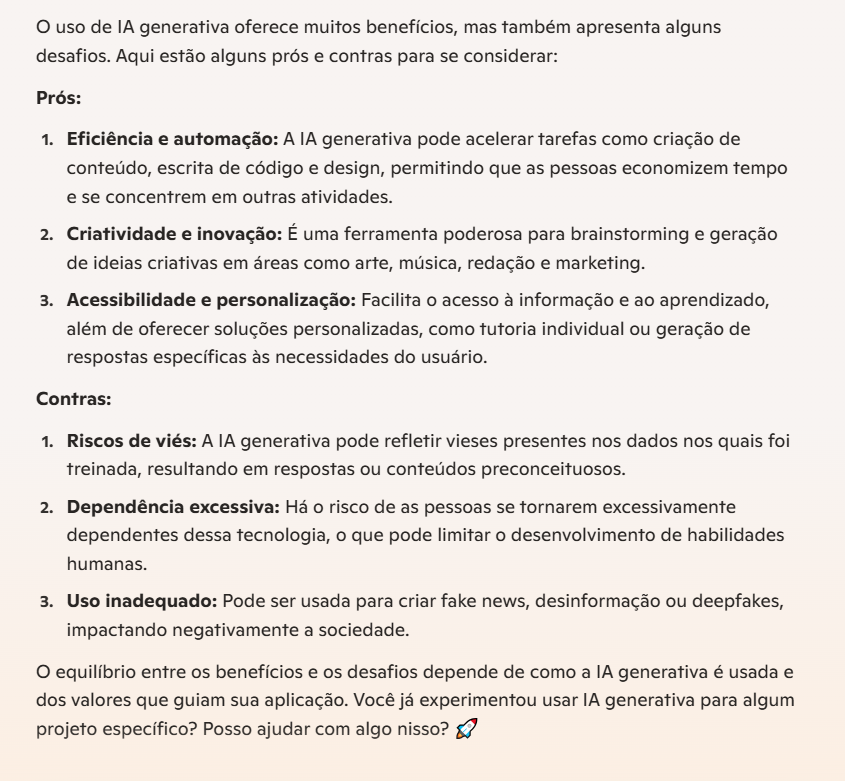 O uso de IA generativa oferece muitos benefícios, mas também apresenta alguns
desafios. Aqui estão alguns prós e contras para se considerar:
Prós:
1. Eficiência e automação: A IA generativa pode acelerar tarefas como criação de
conteúdo, escrita de código e design, permitindo que as pessoas economizem tempo
e se concentrem em outras atividades.
2. Criatividade e inovação: É uma ferramenta poderosa para brainstorming e geração
de ideias criativas em áreas como arte, música, redação e marketing.
3. Acessibilidade e personalização: Facilita o acesso à informação e ao aprendizado,
além de oferecer soluções personalizadas, como tutoria individual ou geração de
respostas específicas às necessidades do usuário.
Contras:
1. Riscos de viés: A IA generativa pode refletir vieses presentes nos dados nos quais foi
treinada, resultando em respostas ou conteúdos preconceituosos.
2. Dependência excessiva: Há o risco de as pessoas se tornarem excessivamente
dependentes dessa tecnologia, o que pode limitar o desenvolvimento de habilidades
humanas.
3. Uso inadequado: Pode ser usada para criar fake news, desinformação ou deepfakes,
impactando negativamente a sociedade.
O equilíbrio entre os benefícios e os desafios depende de como a IA generativa é usada e
dos valores que guiam sua aplicação. Você já experimentou usar IA generativa para algum
projeto específico? Posso ajudar com algo nisso? 🚀